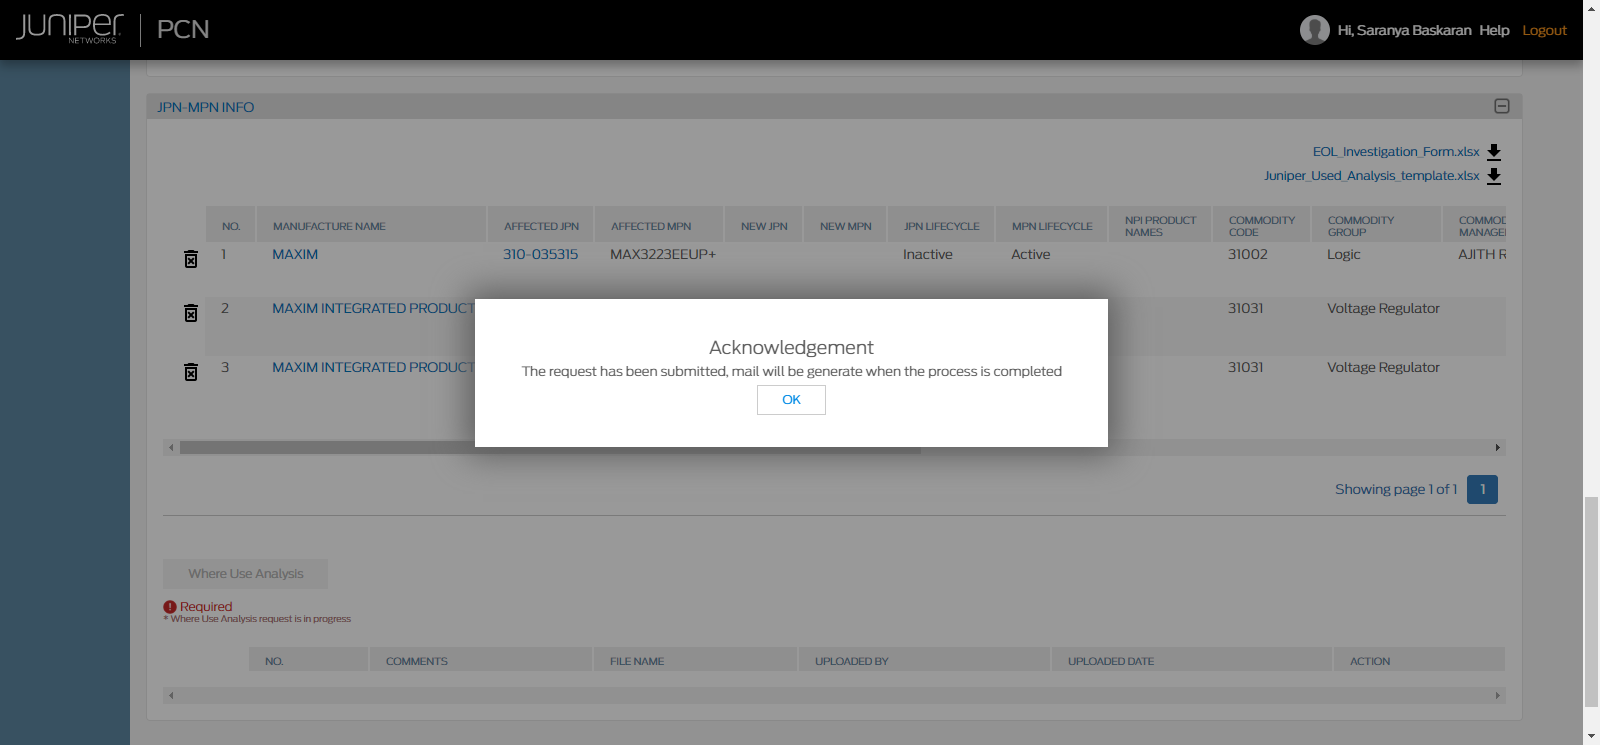 JUNIPEr NETWORKS PCN Hi, Saranya Baskaran Help Logout
JPN-MPN INFO
EOL_Investigation_Form.xlsx
Juniper_Used_Analysis_template.xlsx
NO. MANUFACTURE NAME AFFECTED JPN AFFECTED MPN NEW JPN NEW MPN JPN LIFECYCLE MPN LIFECYCLE NPI PRODUCT NAMES COMMODITY CODE COMMODITY GROUP COMMOD MANAGE
1 MAXIM 310-035315 MAX3223EEUP+ Inactive Active 31002 Logic AJITH R
2 MAXIM INTEGRATED PRODUCT 31031 Voltage Regulator
3 MAXIM INTEGRATED PRODUCT 31031 Voltage Regulator
Acknowledgement
The request has been submitted, mail will be generate when the process is completed
OK
Showing page 1 of 1 1
Where Use Analysis
Required
* Where Use Analysis request is in progress
NO. COMMENTS FILE NAME UPLOADED BY UPLOADED DATE ACTION